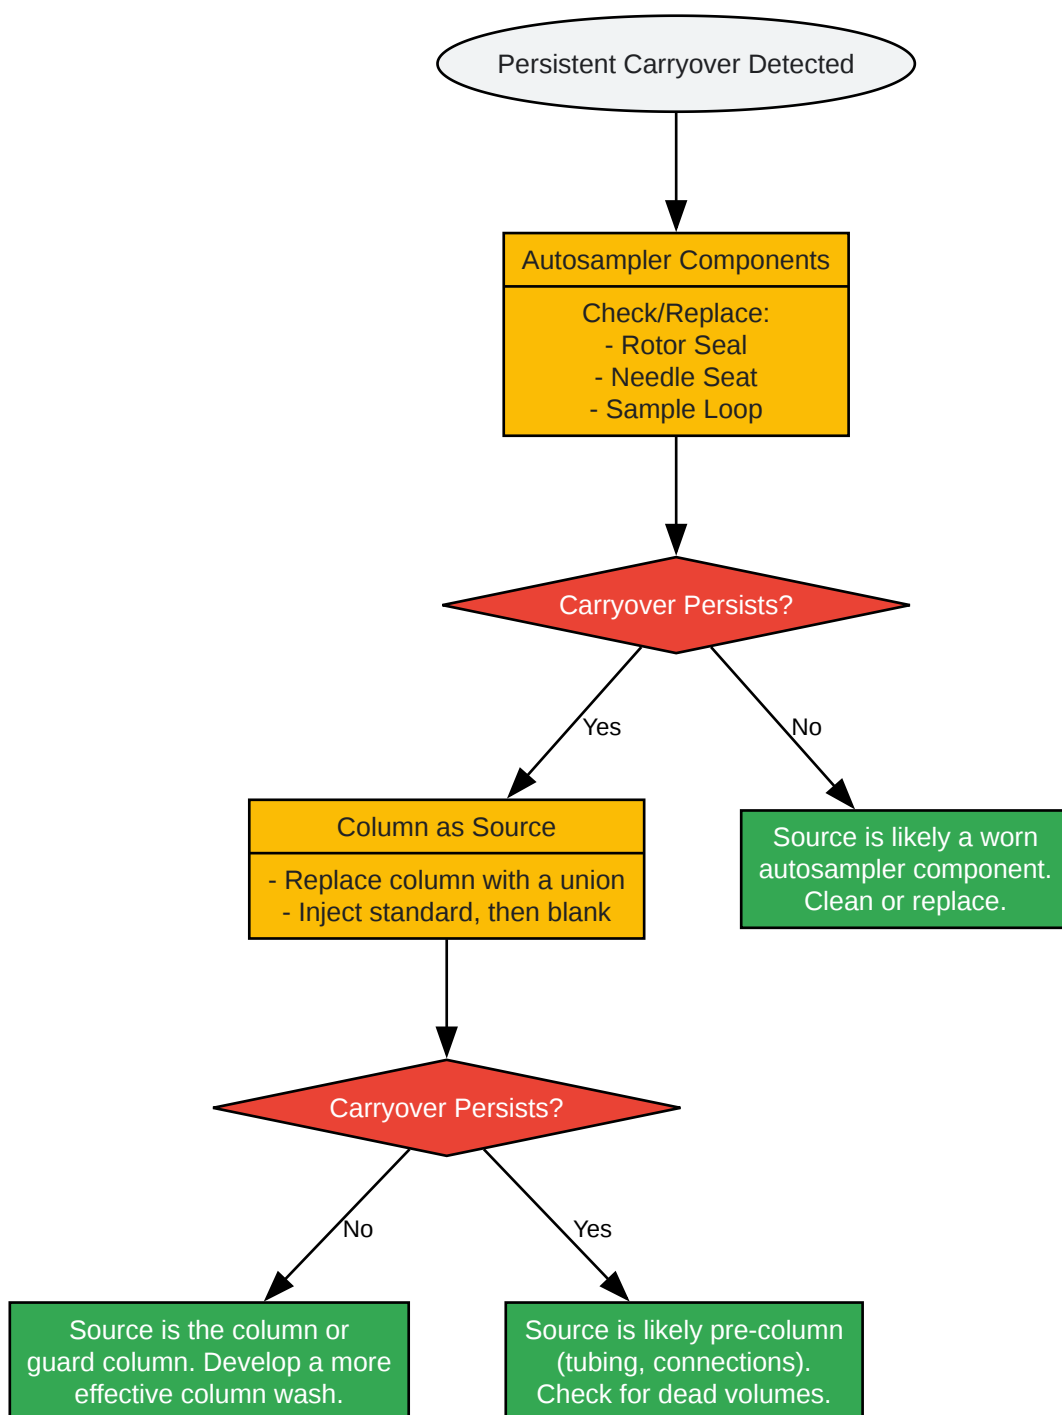 Persistent Carryover Detected
Autosampler Components
Check/Replace:
- Rotor Seal
- Needle Seat
- Sample Loop
Carryover Persists?
Yes
No
Column as Source
- Replace column with a union
- Inject standard, then blank
Source is likely a worn
autosampler component.
Clean or replace.
Carryover Persists?
No
Yes
Source is the column or
guard column. Develop a more
effective column wash.
Source is likely pre-column
(tubing, connections).
Check for dead volumes.